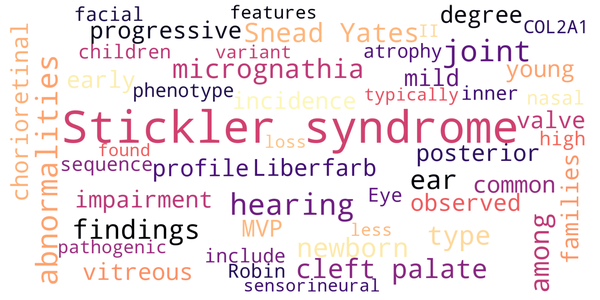 facial
features
degree
COL2A1
progressive
Snead Yates
II
children
variant
atrophy
joint
chorioretinal
abnormalities
micrognathia
mild
young
early
phenotype
incidence
typically
inner
nasal
Stickler syndrome
valve
found
loss
high
sequence
profile
Liberfarb
posterior
ear
common
impairment
hearing
Eye
observed
families
among
findings
MVP
less
newborn
type
pathogenic
include
vitreous
Robin
cleft palate
sensorineural